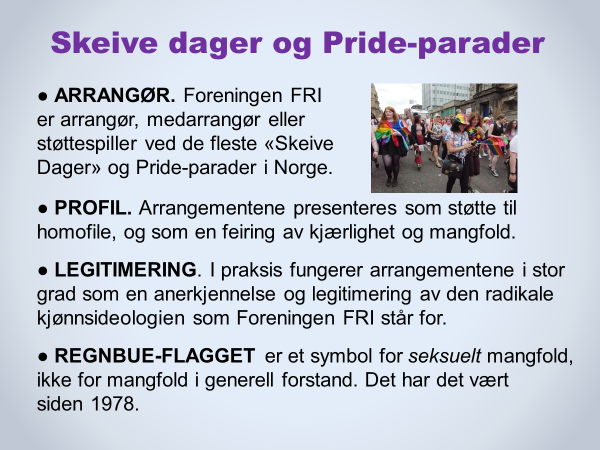 Skeive dager og Pride-parader
● ARRANGØR. Foreningen FRI
er arrangør, medarrangør eller
støttespiller ved de fleste «Skeive
Dager» og Pride-parader i Norge.
● PROFIL. Arrangementene presenteres som støtte til
homofile, og som en feiring av kjærlighet og mangfold.
● LEGITIMERING. I praksis fungerer arrangementene i stor
grad som en anerkjennelse og legitimering av den radikale
kjønnsideologien som Foreningen FRI står for.
● REGNBUE-FLAGGET er et symbol for seksuelt mangfold,
ikke for mangfold i generell forstand. Det har det vært
siden 1978.